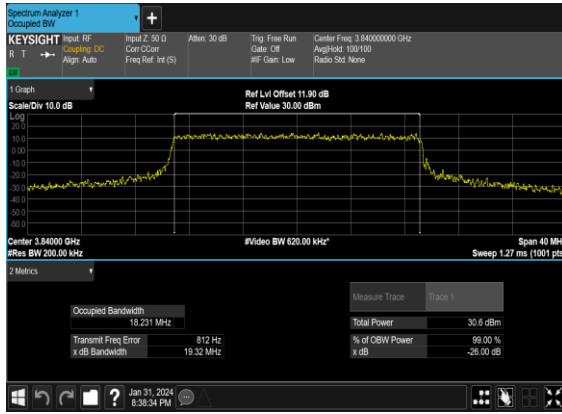 Spectrum Analyzer 1
Occupied BW
+
KEYSIGHT Input: RF Input Z: 50 Ω Atten: 30 dB Trig: Free Run Center Freq: 3.840000000 GHz
R T Coupling: DC Corr CCorr Gate: Off Avg|Hold: 100/100
Align: Auto Freq Ref: Int (S) #IF Gain: Low Radio Std: None
LU
1 Graph
Ref Lvl Offset 11.90 dB
Scale/Div 10.0 dB Ref Value 30.00 dBm
Log
20.0
10.0
0.00
-10.0
-20.0
-30.0
-40.0
-50.0
-60.0
Center 3.84000 GHz #Video BW 620.00 kHz* Span 40 MH
#Res BW 200.00 kHz Sweep 1.27 ms (1001 pts
2 Metrics
Measure Trace Trace 1
Occupied Bandwidth
18.231 MHz Total Power 30.6 dBm
Transmit Freq Error 812 Hz % of OBW Power 99.00 %
x dB Bandwidth 19.32 MHz x dB -26.00 dB
? Jan 31, 2024
8:38:34 PM